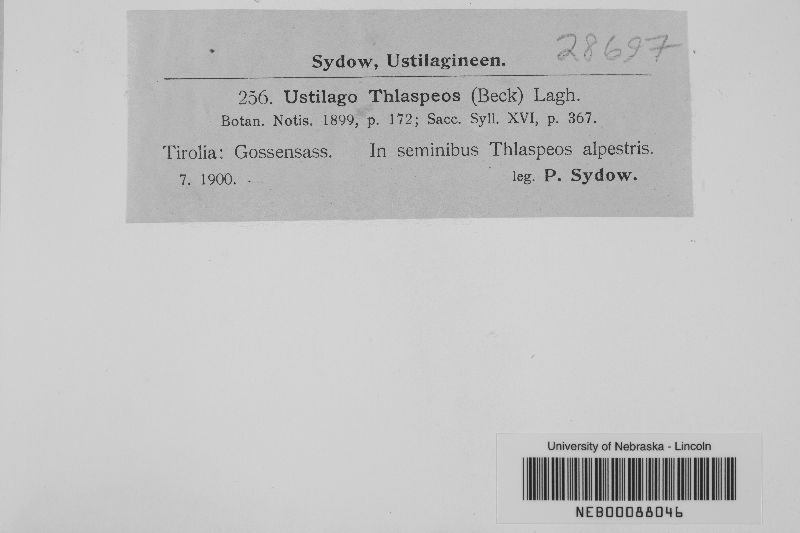 28697
Sydow, Ustilagineen.
256. Ustilago Thlaspeos (Beck) Lagh.
Botan. Notis. 1899, p. 172; Sacc. Syll. XVI, p. 367.
Tirolia: Gossensass. In seminibus Thlaspeos alpestris.
7. 1900. leg. P. Sydow.
University of Nebraska - Lincoln
NEB00088046